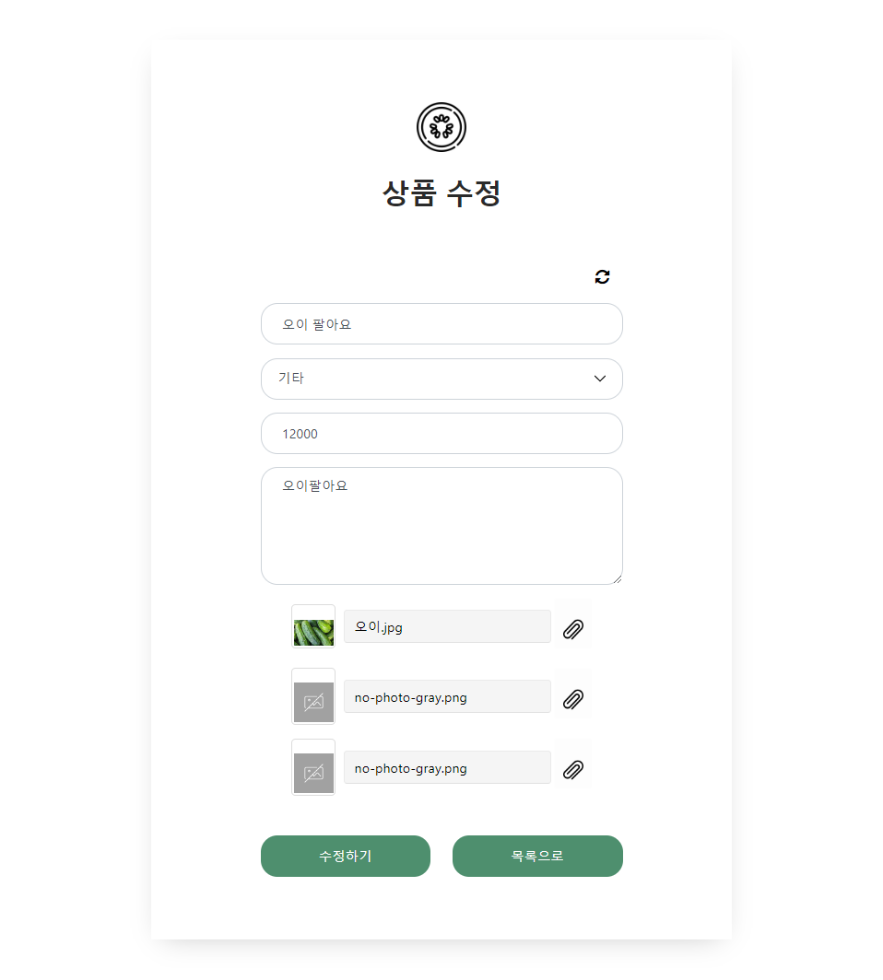 상품 수정
오이 팔아요
기타
12000
오이팔아요
오이.jpg
no-photo-gray.png
no-photo-gray.png
수정하기 목록으로